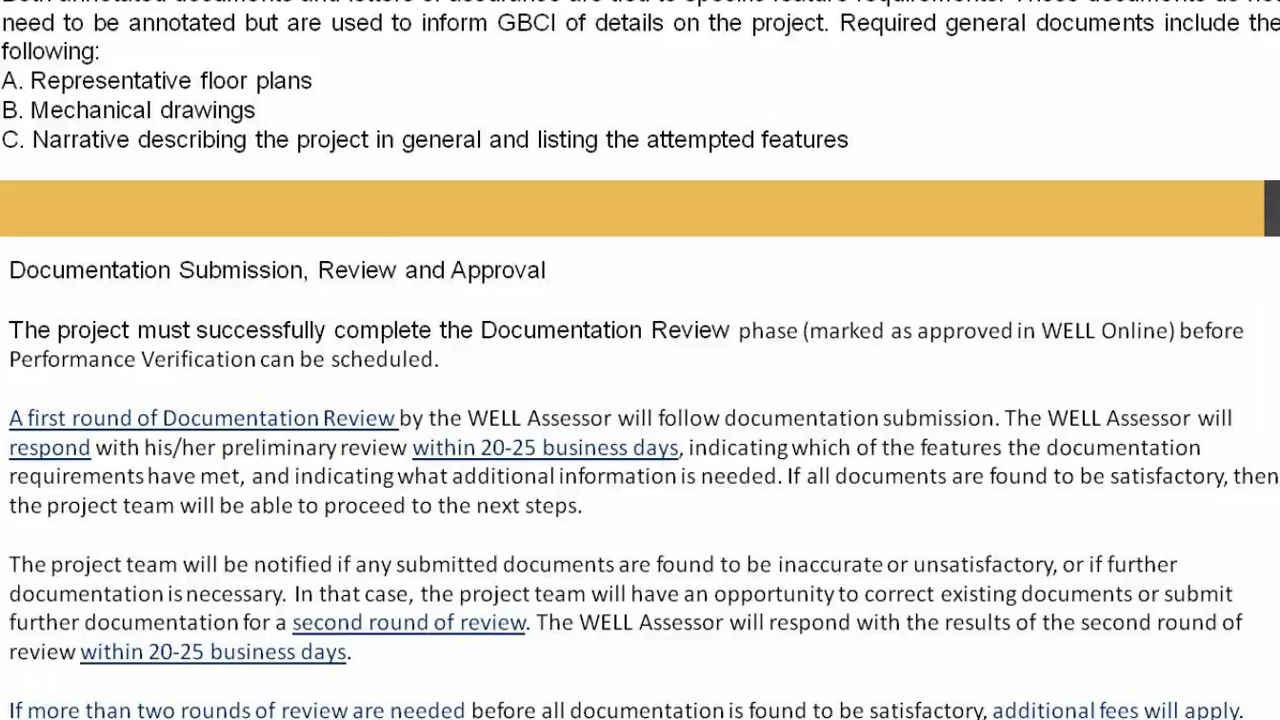 need to be annotated but are used to inform GBCI of details on the project. Required general documents include the
following:
A. Representative floor plans
B. Mechanical drawings
C. Narrative describing the project in general and listing the attempted features
Documentation Submission, Review and Approval
The project must successfully complete the Documentation Review phase (marked as approved in WELL Online) before
Performance Verification can be scheduled.
A first round of Documentation Review by the WELL Assessor will follow documentation submission. The WELL Assessor will
respond with his/her preliminary review within 20-25 business days, indicating which of the features the documentation
requirements have met, and indicating what additional information is needed. If all documents are found to be satisfactory, then
the project team will be able to proceed to the next steps.
The project team will be notified if any submitted documents are found to be inaccurate or unsatisfactory, or if further
documentation is necessary. In that case, the project team will have an opportunity to correct existing documents or submit
further documentation for a second round of review. The WELL Assessor will respond with the results of the second round of
review within 20-25 business days.
If more than two rounds of review are needed before all documentation is found to be satisfactory, additional fees will apply.